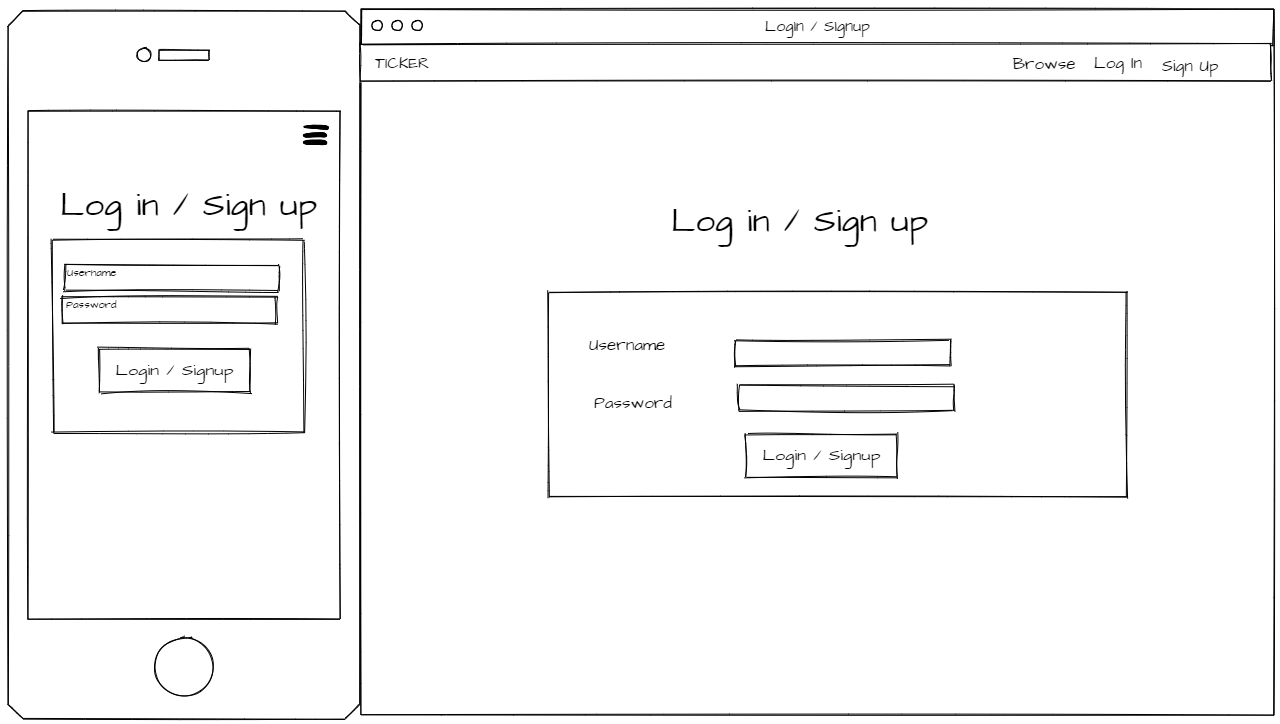 Log in / Sign up
Username
Password
Login / Signup
Login / Signup
TICKER
Browse
Log In
Sign Up
Log in / Sign up
Username
Password
Login / Signup